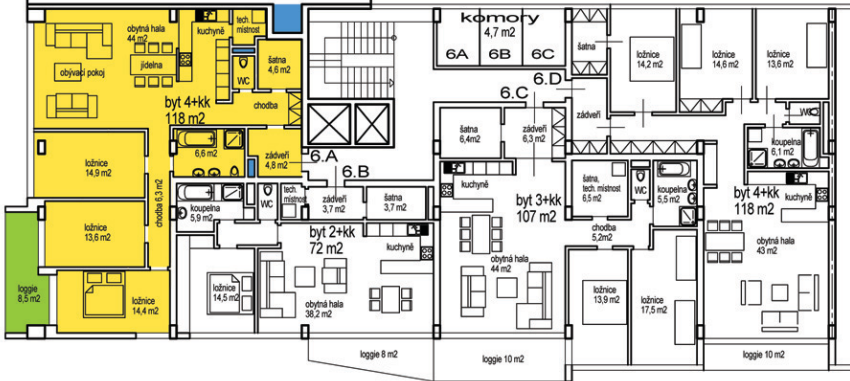 obytná hala
44 m2
kuchyně
tech.
místnost
obývací pokoj
jídelna
WC
šatna
4,6 m2
byt 4+kk
118 m2
chodba
6,6 m2
zádveří
4,8 m2
ložnice
14,9 m2
chodba 6,3 m2
ložnice
13,6 m2
loggie
8,5 m2
ložnice
14,4 m2
komory
4,7 m2
6A
6B
6C
6.A
6.B
6.C
6.D
koupelna
5,9 m2
WC
tech.
místnost
zádveří
3,7 m2
šatna
3,7 m2
byt 2+kk
72 m2
kuchyně
ložnice
14,5 m2
obytná hala
38,2 m2
loggie 8 m2
šatna
6,4m2
zádveří
6,3 m2
kuchyně
byt 3+kk
107 m2
šatna,
tech. místnost
6,5 m2
WC
koupelna
5,5 m2
chodba
5,2m2
obytná hala
44 m2
ložnice
13,9 m2
ložnice
17,5 m2
loggie 10 m2
šatna
ložnice
14,2 m2
ložnice
14,6 m2
ložnice
13,6 m2
zádveří
WC
koupelna
6,1 m2
byt 4+kk
118 m2
kuchyně
obytná hala
43 m2
loggie 10 m2